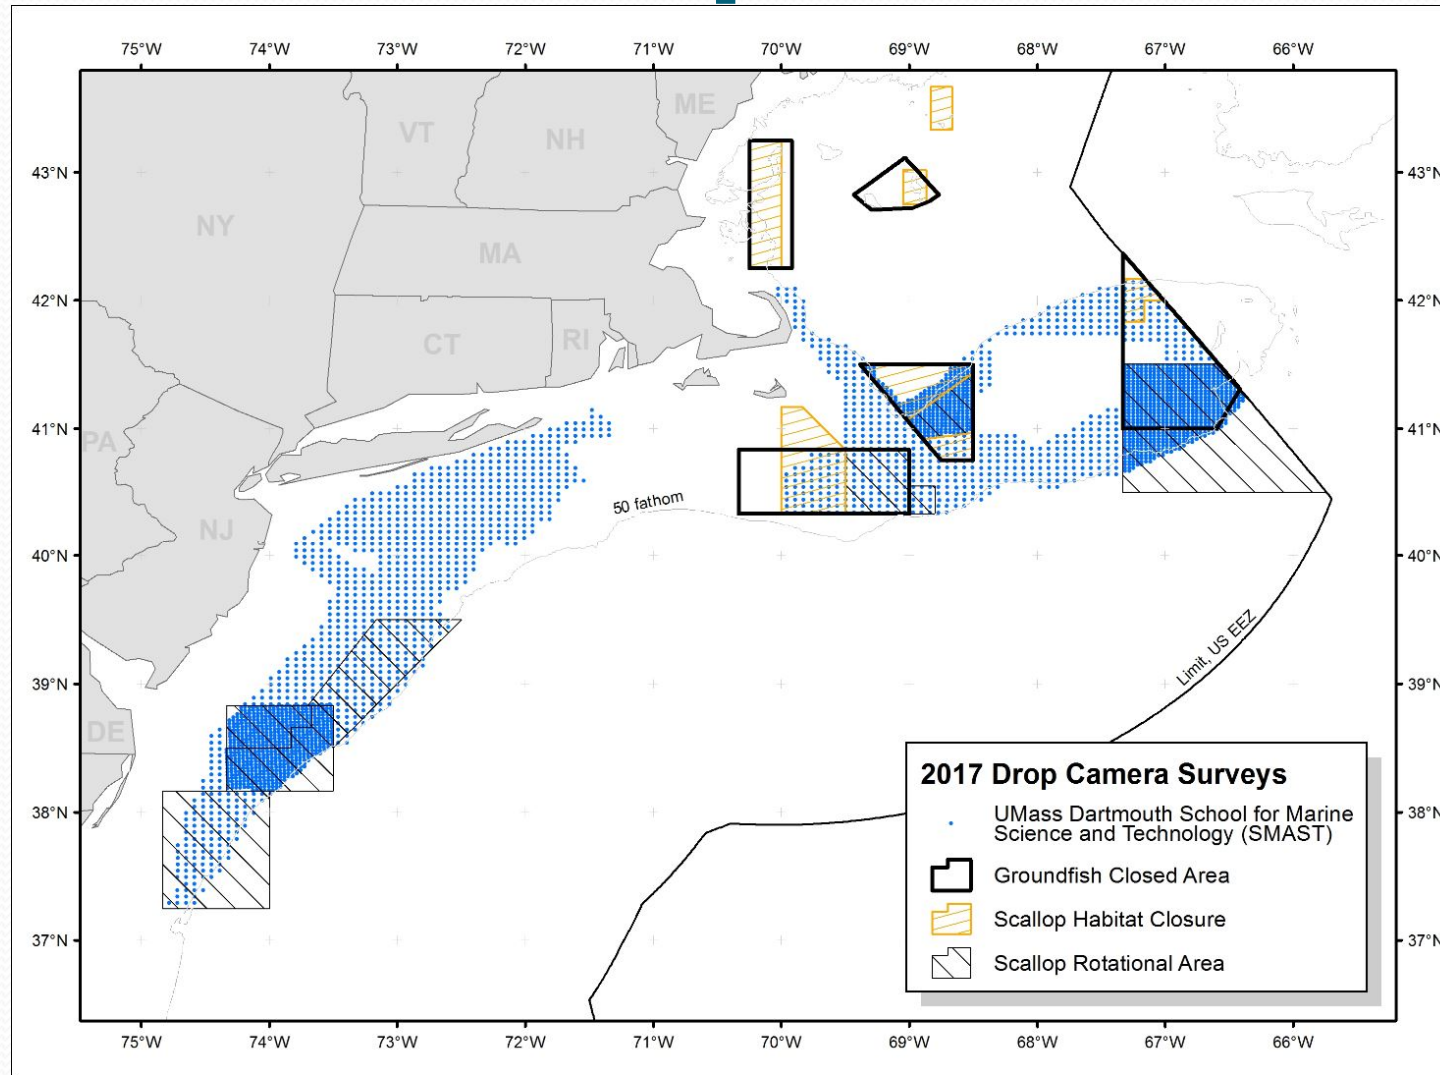 75°W 74°W 73°W 72°W 71°W 70°W 69°W 68°W 67°W 66°W
ME
VT
NH
43°N 43°N
NY
MA
42°N 42°N
CT
RI
41°N 41°N
PA
50 fathom
NJ
40°N 40°N
Limit, US EEZ
39°N 39°N
DE
2017 Drop Camera Surveys
UMass Dartmouth School for Marine
Science and Technology (SMAST)
38°N 38°N
Groundfish Closed Area
Scallop Habitat Closure
37°N 37°N
Scallop Rotational Area
75°W 74°W 73°W 72°W 71°W 70°W 69°W 68°W 67°W 66°W